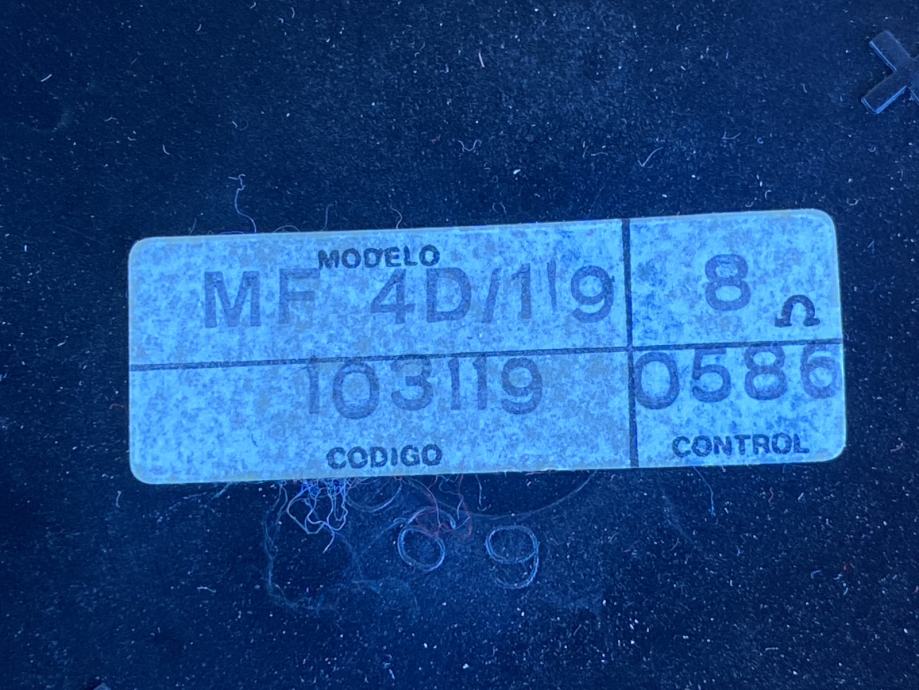 MODELO
MF 4D/119
8 Ω
103119
0586
CODIGO
CONTROL